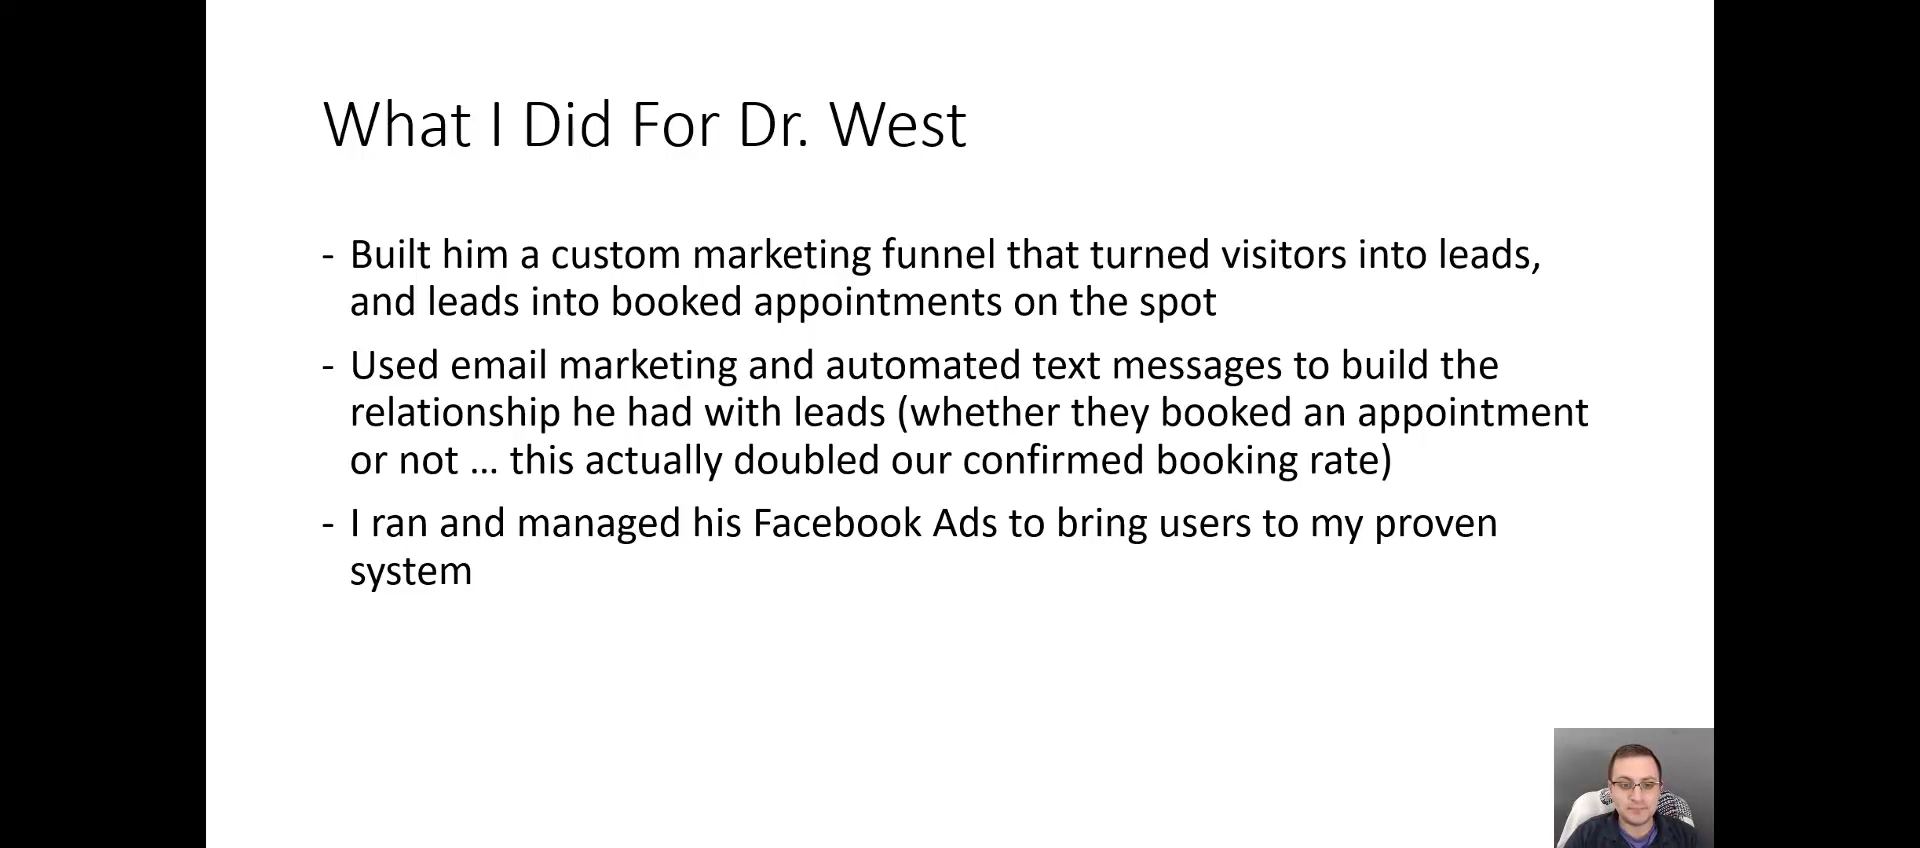 What I Did For Dr. West
- Built him a custom marketing funnel that turned visitors into leads,
and leads into booked appointments on the spot
- Used email marketing and automated text messages to build the
relationship he had with leads (whether they booked an appointment
or not ... this actually doubled our confirmed booking rate)
- I ran and managed his Facebook Ads to bring users to my proven
system